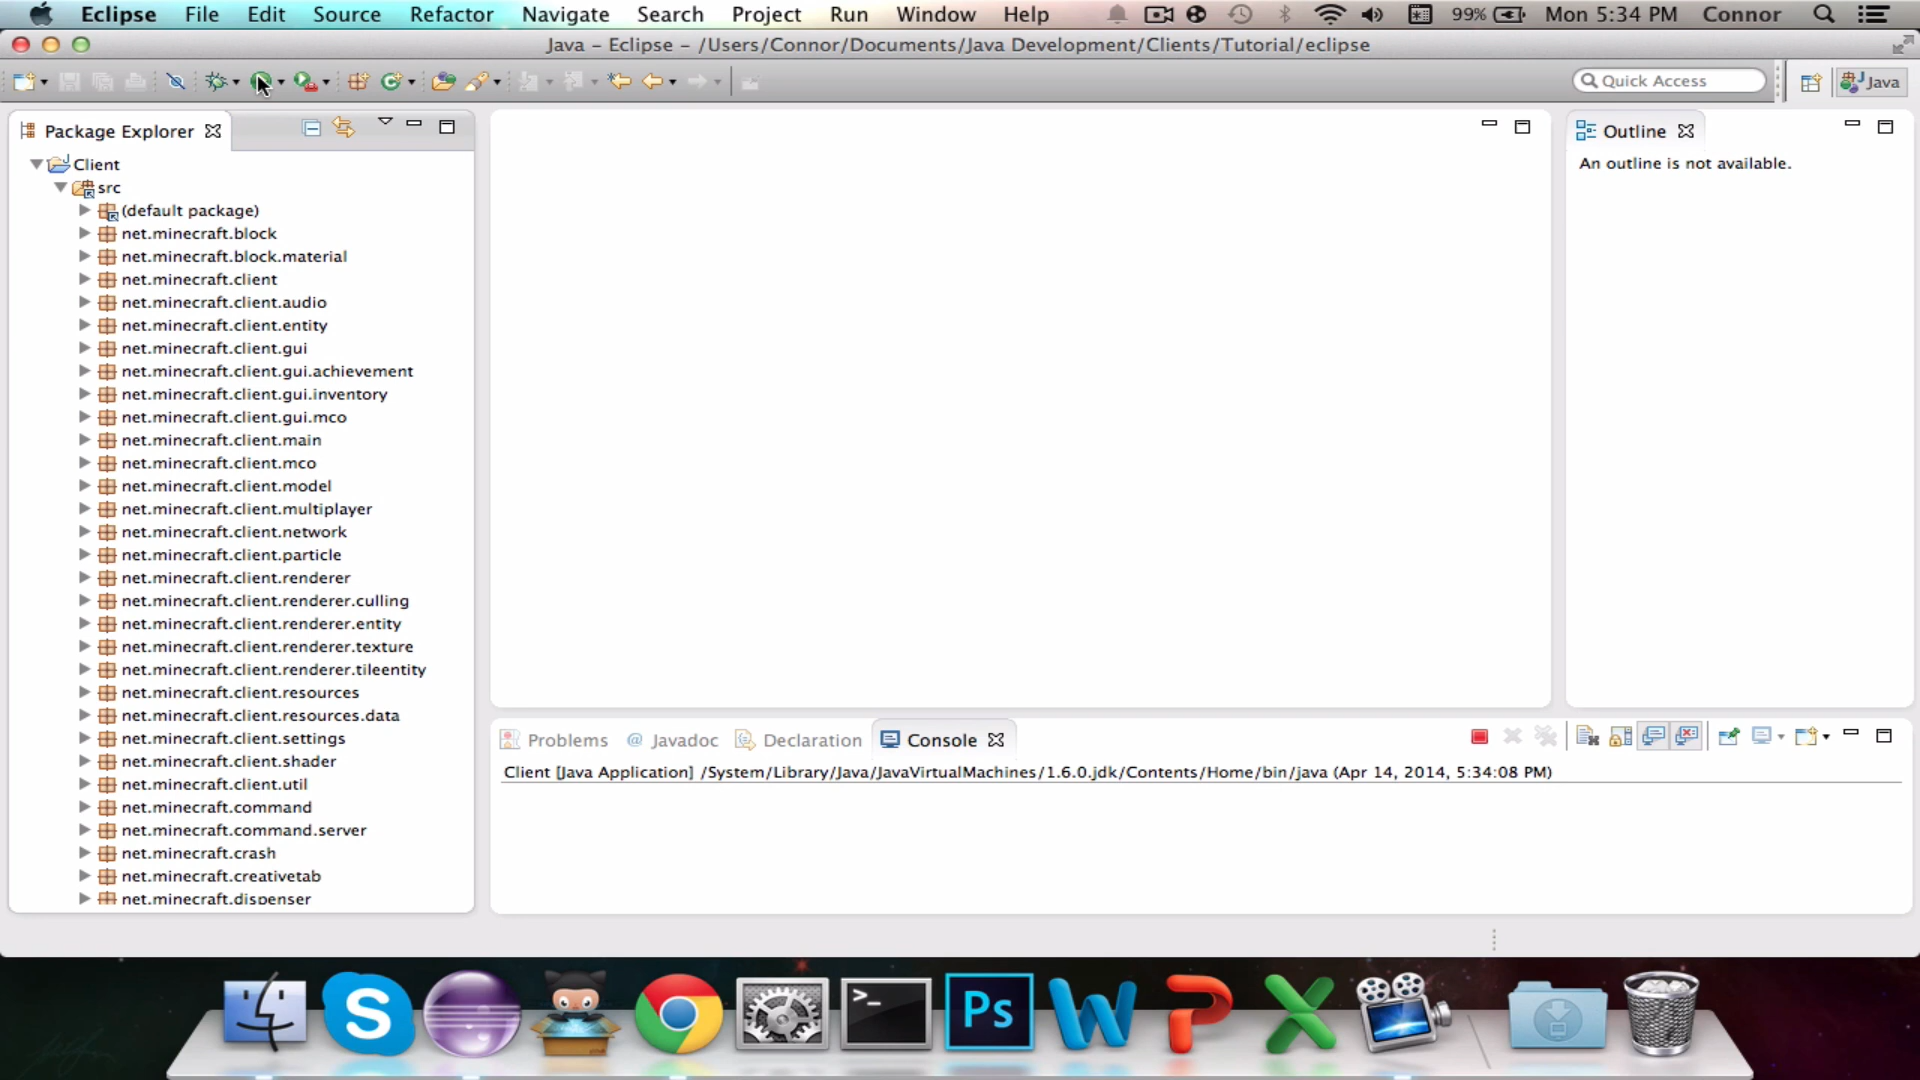 Eclipse File Edit Source Refactor Navigate Search Project Run Window Help 99% Mon 5:34 PM Connor
Java – Eclipse – /Users/Connor/Documents/Java Development/Clients/Tutorial/eclipse
Quick Access
Java
Package Explorer
Client
src
(default package)
net.minecraft.block
net.minecraft.block.material
net.minecraft.client
net.minecraft.client.audio
net.minecraft.client.entity
net.minecraft.client.gui
net.minecraft.client.gui.achievement
net.minecraft.client.gui.inventory
net.minecraft.client.gui.mco
net.minecraft.client.main
net.minecraft.client.mco
net.minecraft.client.model
net.minecraft.client.multiplayer
net.minecraft.client.network
net.minecraft.client.particle
net.minecraft.client.renderer
net.minecraft.client.renderer.culling
net.minecraft.client.renderer.entity
net.minecraft.client.renderer.texture
net.minecraft.client.renderer.tileentity
net.minecraft.client.resources
net.minecraft.client.resources.data
net.minecraft.client.settings
net.minecraft.client.shader
net.minecraft.client.util
net.minecraft.command
net.minecraft.command.server
net.minecraft.crash
net.minecraft.creativetab
net.minecraft.dispenser
Outline
An outline is not available.
Problems @ Javadoc Declaration Console
Client [Java Application] /System/Library/Java/JavaVirtualMachines/1.6.0.jdk/Contents/Home/bin/java (Apr 14, 2014, 5:34:08 PM)
S >_ Ps W P X